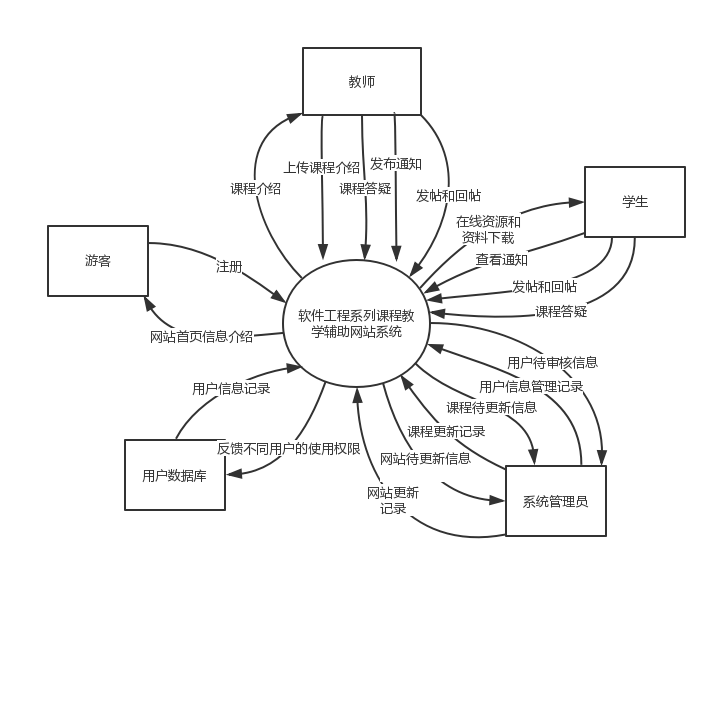 教师
上传课程介绍
发布通知
课程介绍
课程答疑
发帖和回帖
学生
在线资源和
资料下载
查看通知
发帖和回帖
课程答疑
游客
注册
网站首页信息介绍
软件工程系列课程教
学辅助网站系统
用户信息记录
反馈不同用户的使用权限
用户数据库
用户待审核信息
用户信息管理记录
课程待更新信息
课程更新记录
网站待更新信息
网站更新
记录
系统管理员